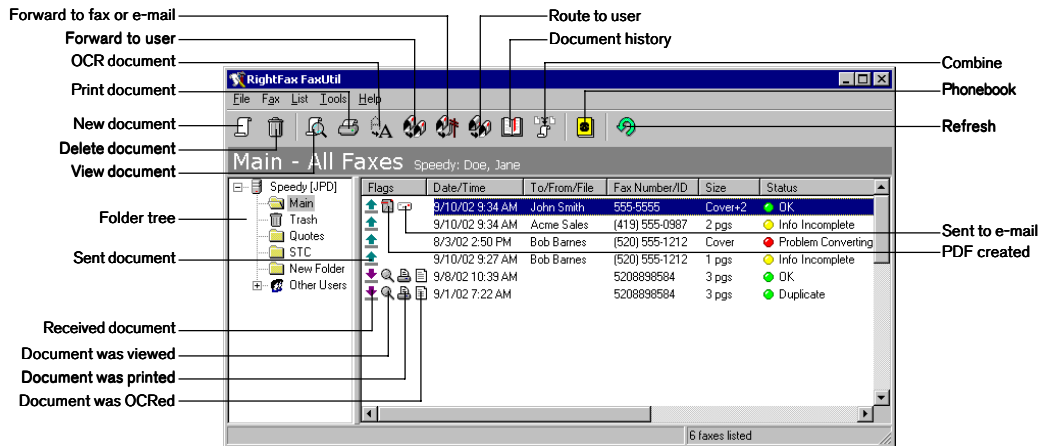 Forward to fax or e-mail
Route to user
Forward to user
Document history
OCR document
Combine
RightFax FaxUtil
Print document
Phonebook
File Fax List Tools Help
New document
Refresh
Delete document
View document
Main - All Faxes Speedy: Doe, Jane
Speedy [JPD]
Main
Trash
Quotes
STC
New Folder
Other Users
Folder tree
Flags Date/Time To/From/File Fax Number/ID Size Status
9/10/02 9:34 AM John Smith 555-5555 Cover+2 OK
9/10/02 9:34 AM Acme Sales (419) 555-0987 2 pgs Info Incomplete
8/3/02 2:50 PM Bob Barnes (520) 555-1212 Cover Problem Converting
9/10/02 9:27 AM Bob Barnes (520) 555-1212 1 pgs Info Incomplete
9/8/02 10:39 AM 5208898584 3 pgs OK
9/1/02 7:22 AM 5208898584 3 pgs Duplicate
Sent to e-mail
PDF created
Sent document
Received document
Document was viewed
Document was printed
Document was OCRed
6 faxes listed